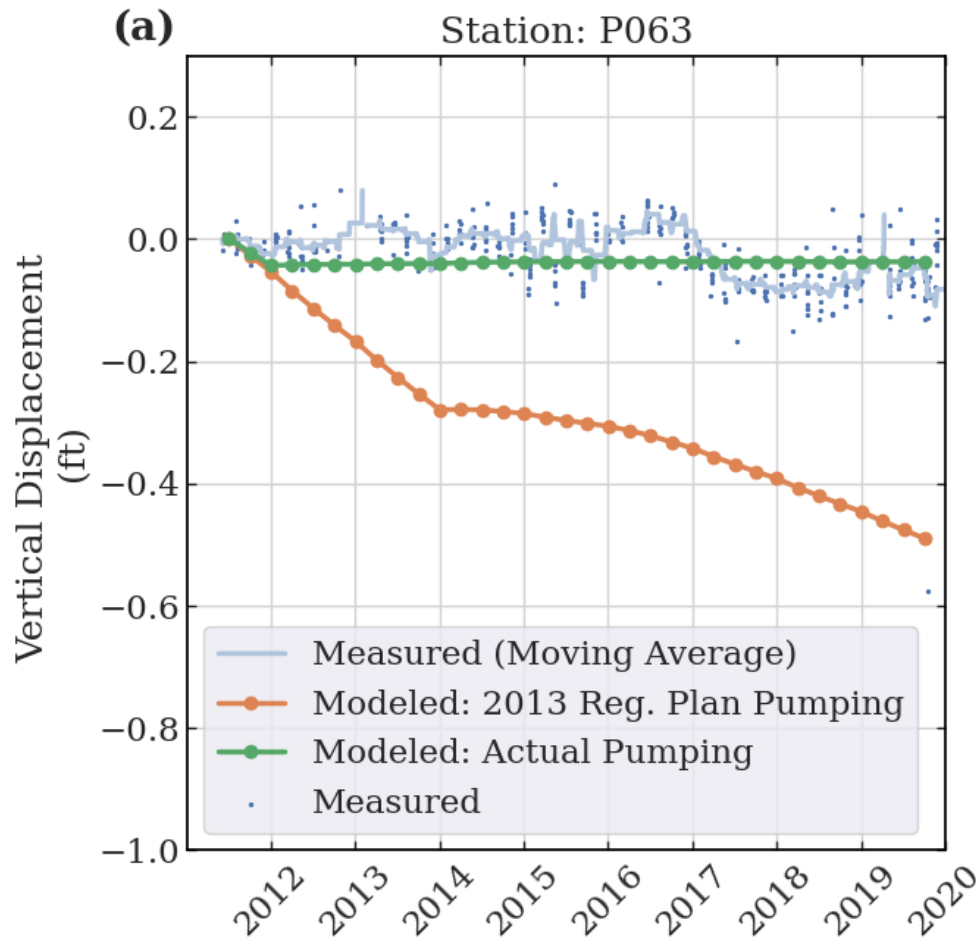 (a)
Station: P063
Vertical Displacement
(ft)
0.2
0.0
−0.2
−0.4
−0.6
−0.8
−1.0
Measured (Moving Average)
Modeled: 2013 Reg. Plan Pumping
Modeled: Actual Pumping
Measured
2012
2013
2014
2015
2016
2017
2018
2019
2020